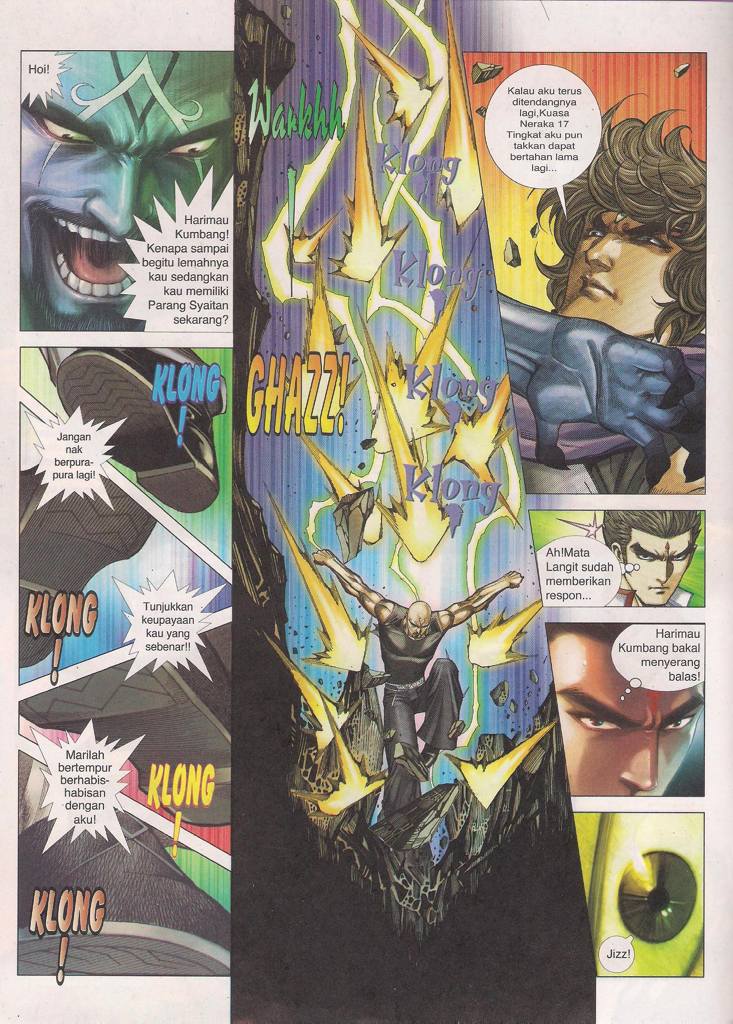 Hoi!
Harimau
Kumbang!
Kenapa sampai
begitu lemahnya
kau sedangkan
kau memiliki
Parang Syaitan
sekarang?
KLONG
!
Jangan
nak
berpura-
pura lagi!
KLONG
!
Tunjukkan
keupayaan
kau yang
sebenar!!
KLONG
!
Marilah
bertempur
berhabis-
habisan
dengan
aku!
KLONG
!
Warkhh
!
GHAZZ!
Klong
!
Klong
!
Klong
!
Klong
!
Kalau aku terus
ditendangnya
lagi,Kuasa
Neraka 17
Tingkat aku pun
takkan dapat
bertahan lama
lagi...
Ah!Mata
Langit sudah
memberikan
respon...
Harimau
Kumbang bakal
menyerang
balas!
Jizz!